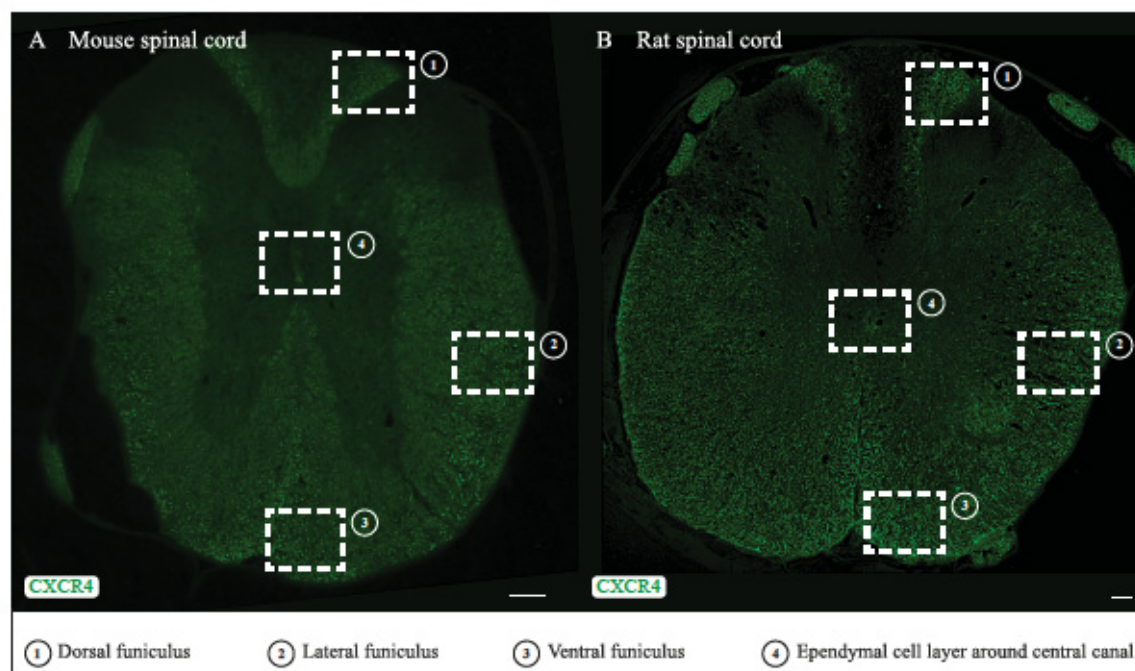 A Mouse spinal cord
B Rat spinal cord
1
1
4
4
2
2
3
3
CXCR4
CXCR4
1 Dorsal funiculus
2 Lateral funiculus
3 Ventral funiculus
4 Ependymal cell layer around central canal